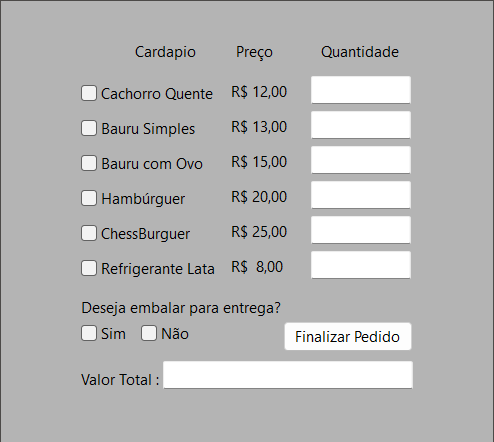 Cardapio Preço Quantidade
Cachorro Quente R$ 12,00
Bauru Simples R$ 13,00
Bauru com Ovo R$ 15,00
Hambúrguer R$ 20,00
ChessBurguer R$ 25,00
Refrigerante Lata R$ 8,00
Deseja embalar para entrega?
Sim Não Finalizar Pedido
Valor Total :